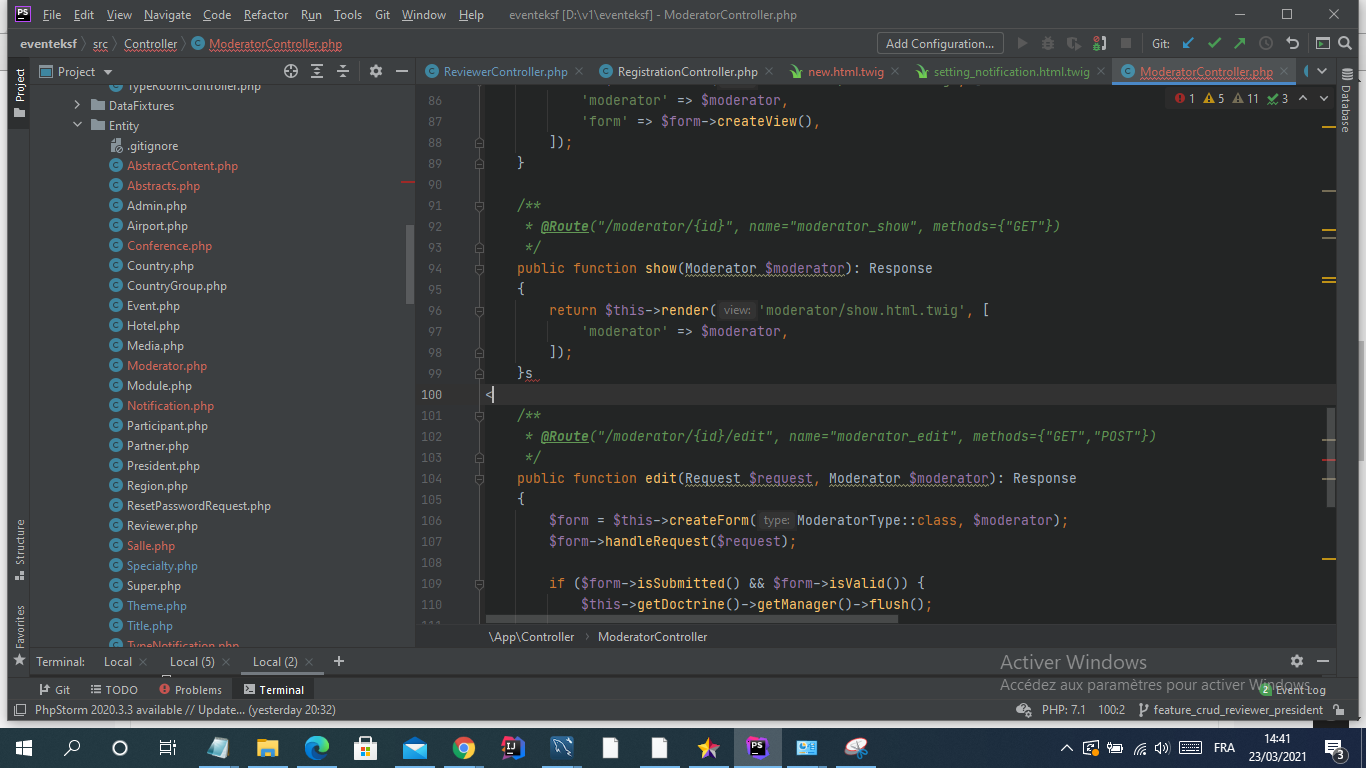 PS File Edit View Navigate Code Refactor Run Tools Git Window Help eventeksf [D:\v1\eventeksf] - ModeratorController.php
eventeksf src Controller ModeratorController.php Add Configuration... Git:
Project
Project
ReviewerController.php RegistrationController.php new.html.twig setting_notification.html.twig ModeratorController.php
Database
TypeRoomController.php
DataFixtures
Entity
.gitignore
AbstractContent.php
Abstracts.php
Admin.php
Airport.php
Conference.php
Country.php
CountryGroup.php
Event.php
Hotel.php
Media.php
Moderator.php
Module.php
Notification.php
Participant.php
Partner.php
President.php
Region.php
ResetPasswordRequest.php
Reviewer.php
Salle.php
Specialty.php
Super.php
Theme.php
Title.php
TypeNotification.php
Structure
Favorites
1 5 11 3
86 'moderator' => $moderator,
87 'form' => $form->createView(),
88 ]);
89 }
90
91 /**
92 * @Route("/moderator/{id}", name="moderator_show", methods={"GET"})
93 */
94 public function show(Moderator $moderator): Response
95 {
96 return $this->render( view: 'moderator/show.html.twig', [
97 'moderator' => $moderator,
98 ]);
99 }s
100 <
101 /**
102 * @Route("/moderator/{id}/edit", name="moderator_edit", methods={"GET","POST"})
103 */
104 public function edit(Request $request, Moderator $moderator): Response
105 {
106 $form = $this->createForm( type: ModeratorType::class, $moderator);
107 $form->handleRequest($request);
108
109 if ($form->isSubmitted() && $form->isValid()) {
110 $this->getDoctrine()->getManager()->flush();
\App\Controller ModeratorController
Terminal: Local Local (5) Local (2) +
Activer Windows
Accédez aux paramètres pour activer Windows.
Git TODO Problems Terminal 2 Event Log
PhpStorm 2020.3.3 available // Update... (yesterday 20:32) PHP: 7.1 100:2 feature_crud_reviewer_president
PS FRA 14:41
23/03/2021 3